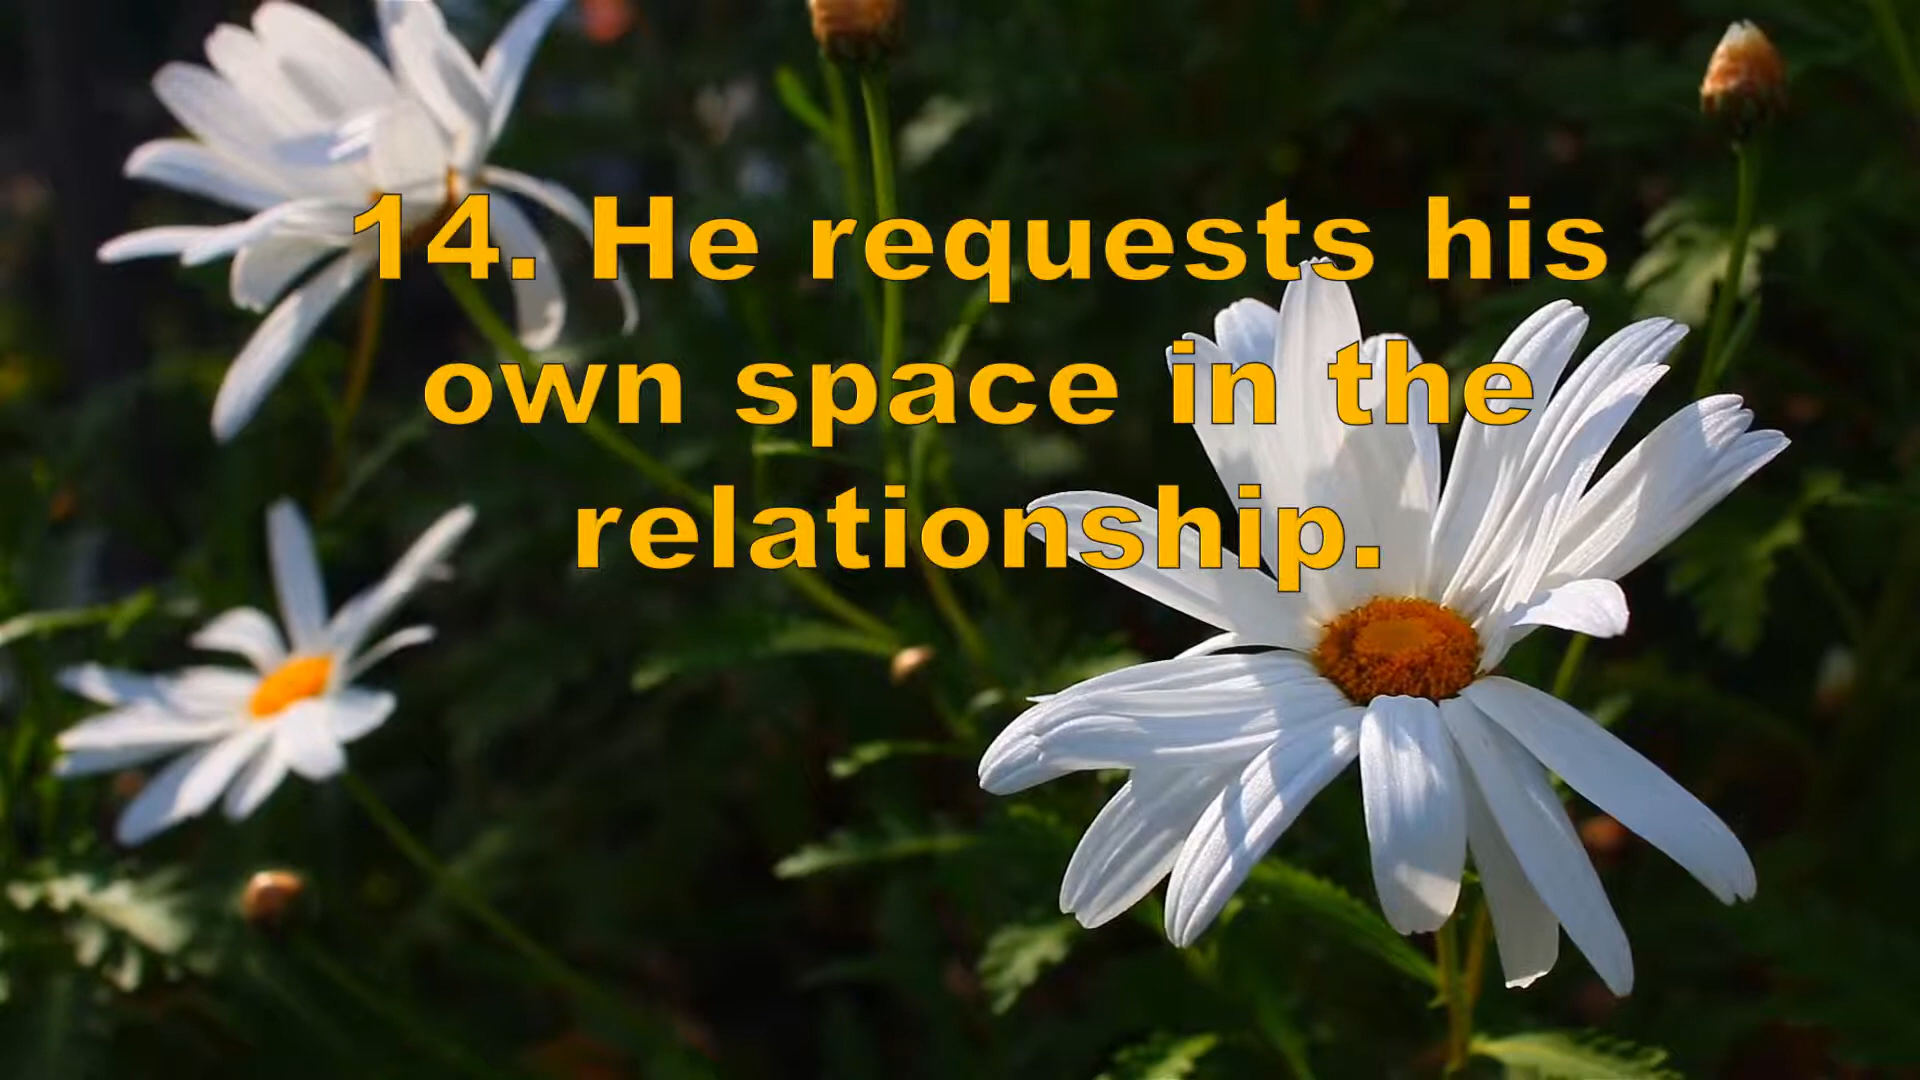 14. He requests his
own space in the
relationship.